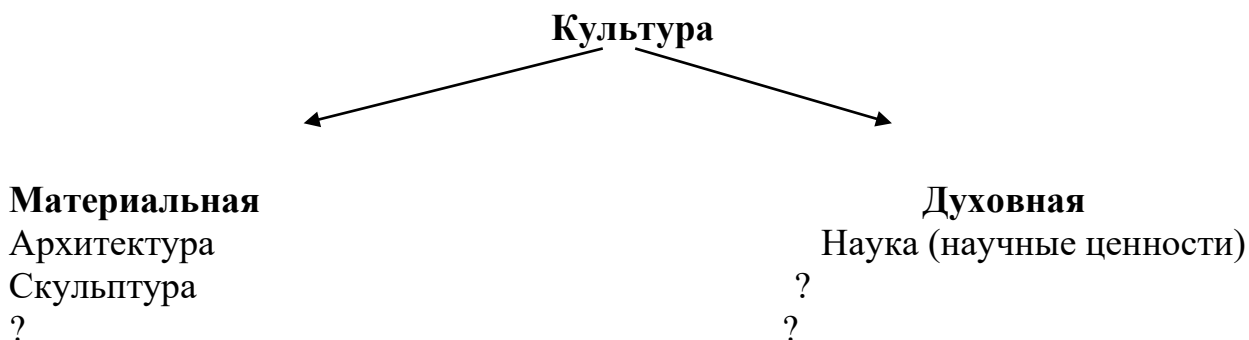 Культура
Материальная Духовная
Архитектура Наука (научные ценности)
Скульптура ?
? ?